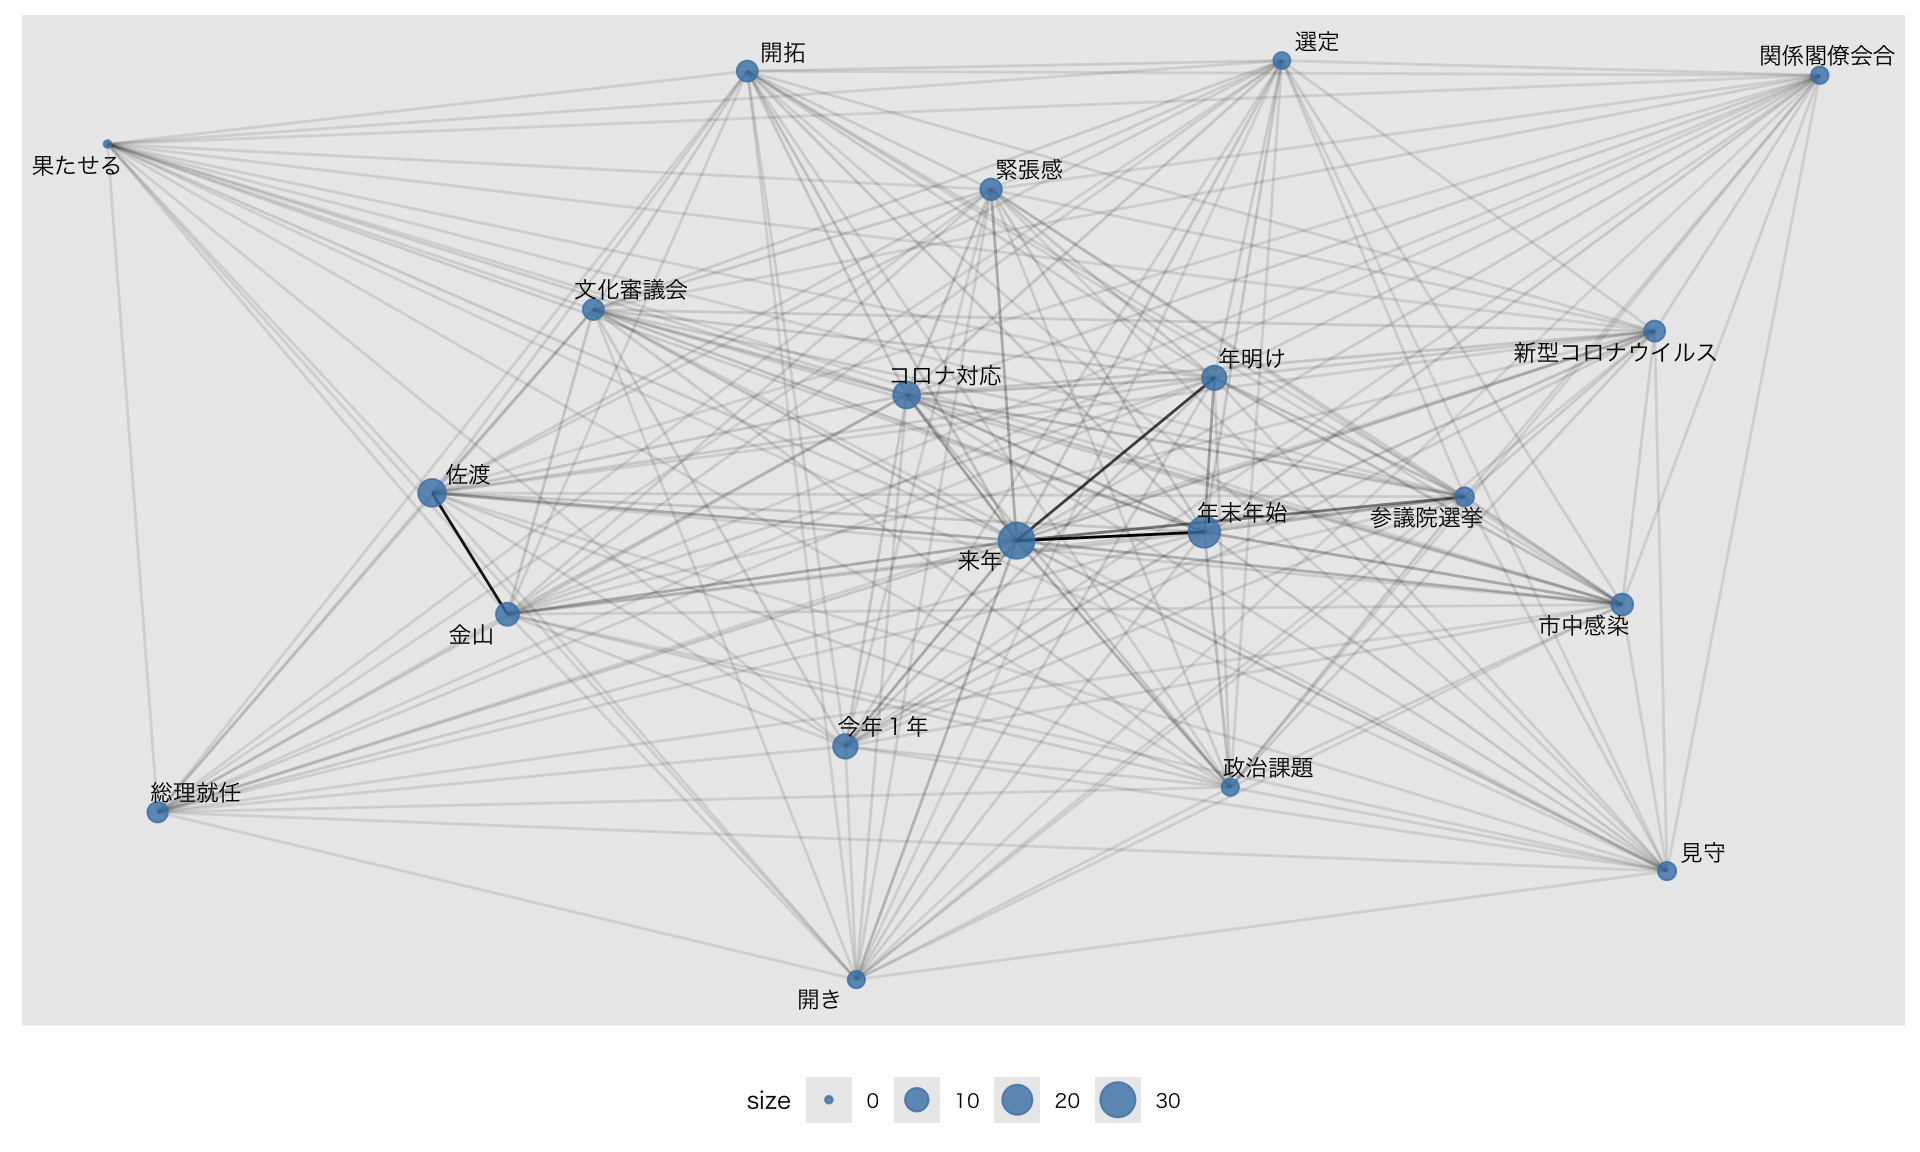 選定
開拓
関係閣僚会合
果たせる
緊張感
文化審議会
新型コロナウイルス
年明け
コロナ対応
佐渡
年末年始
参議院選挙
来年
市中感染
金山
今年１年
政治課題
総理就任
見守
開き
size 0 10 20 30